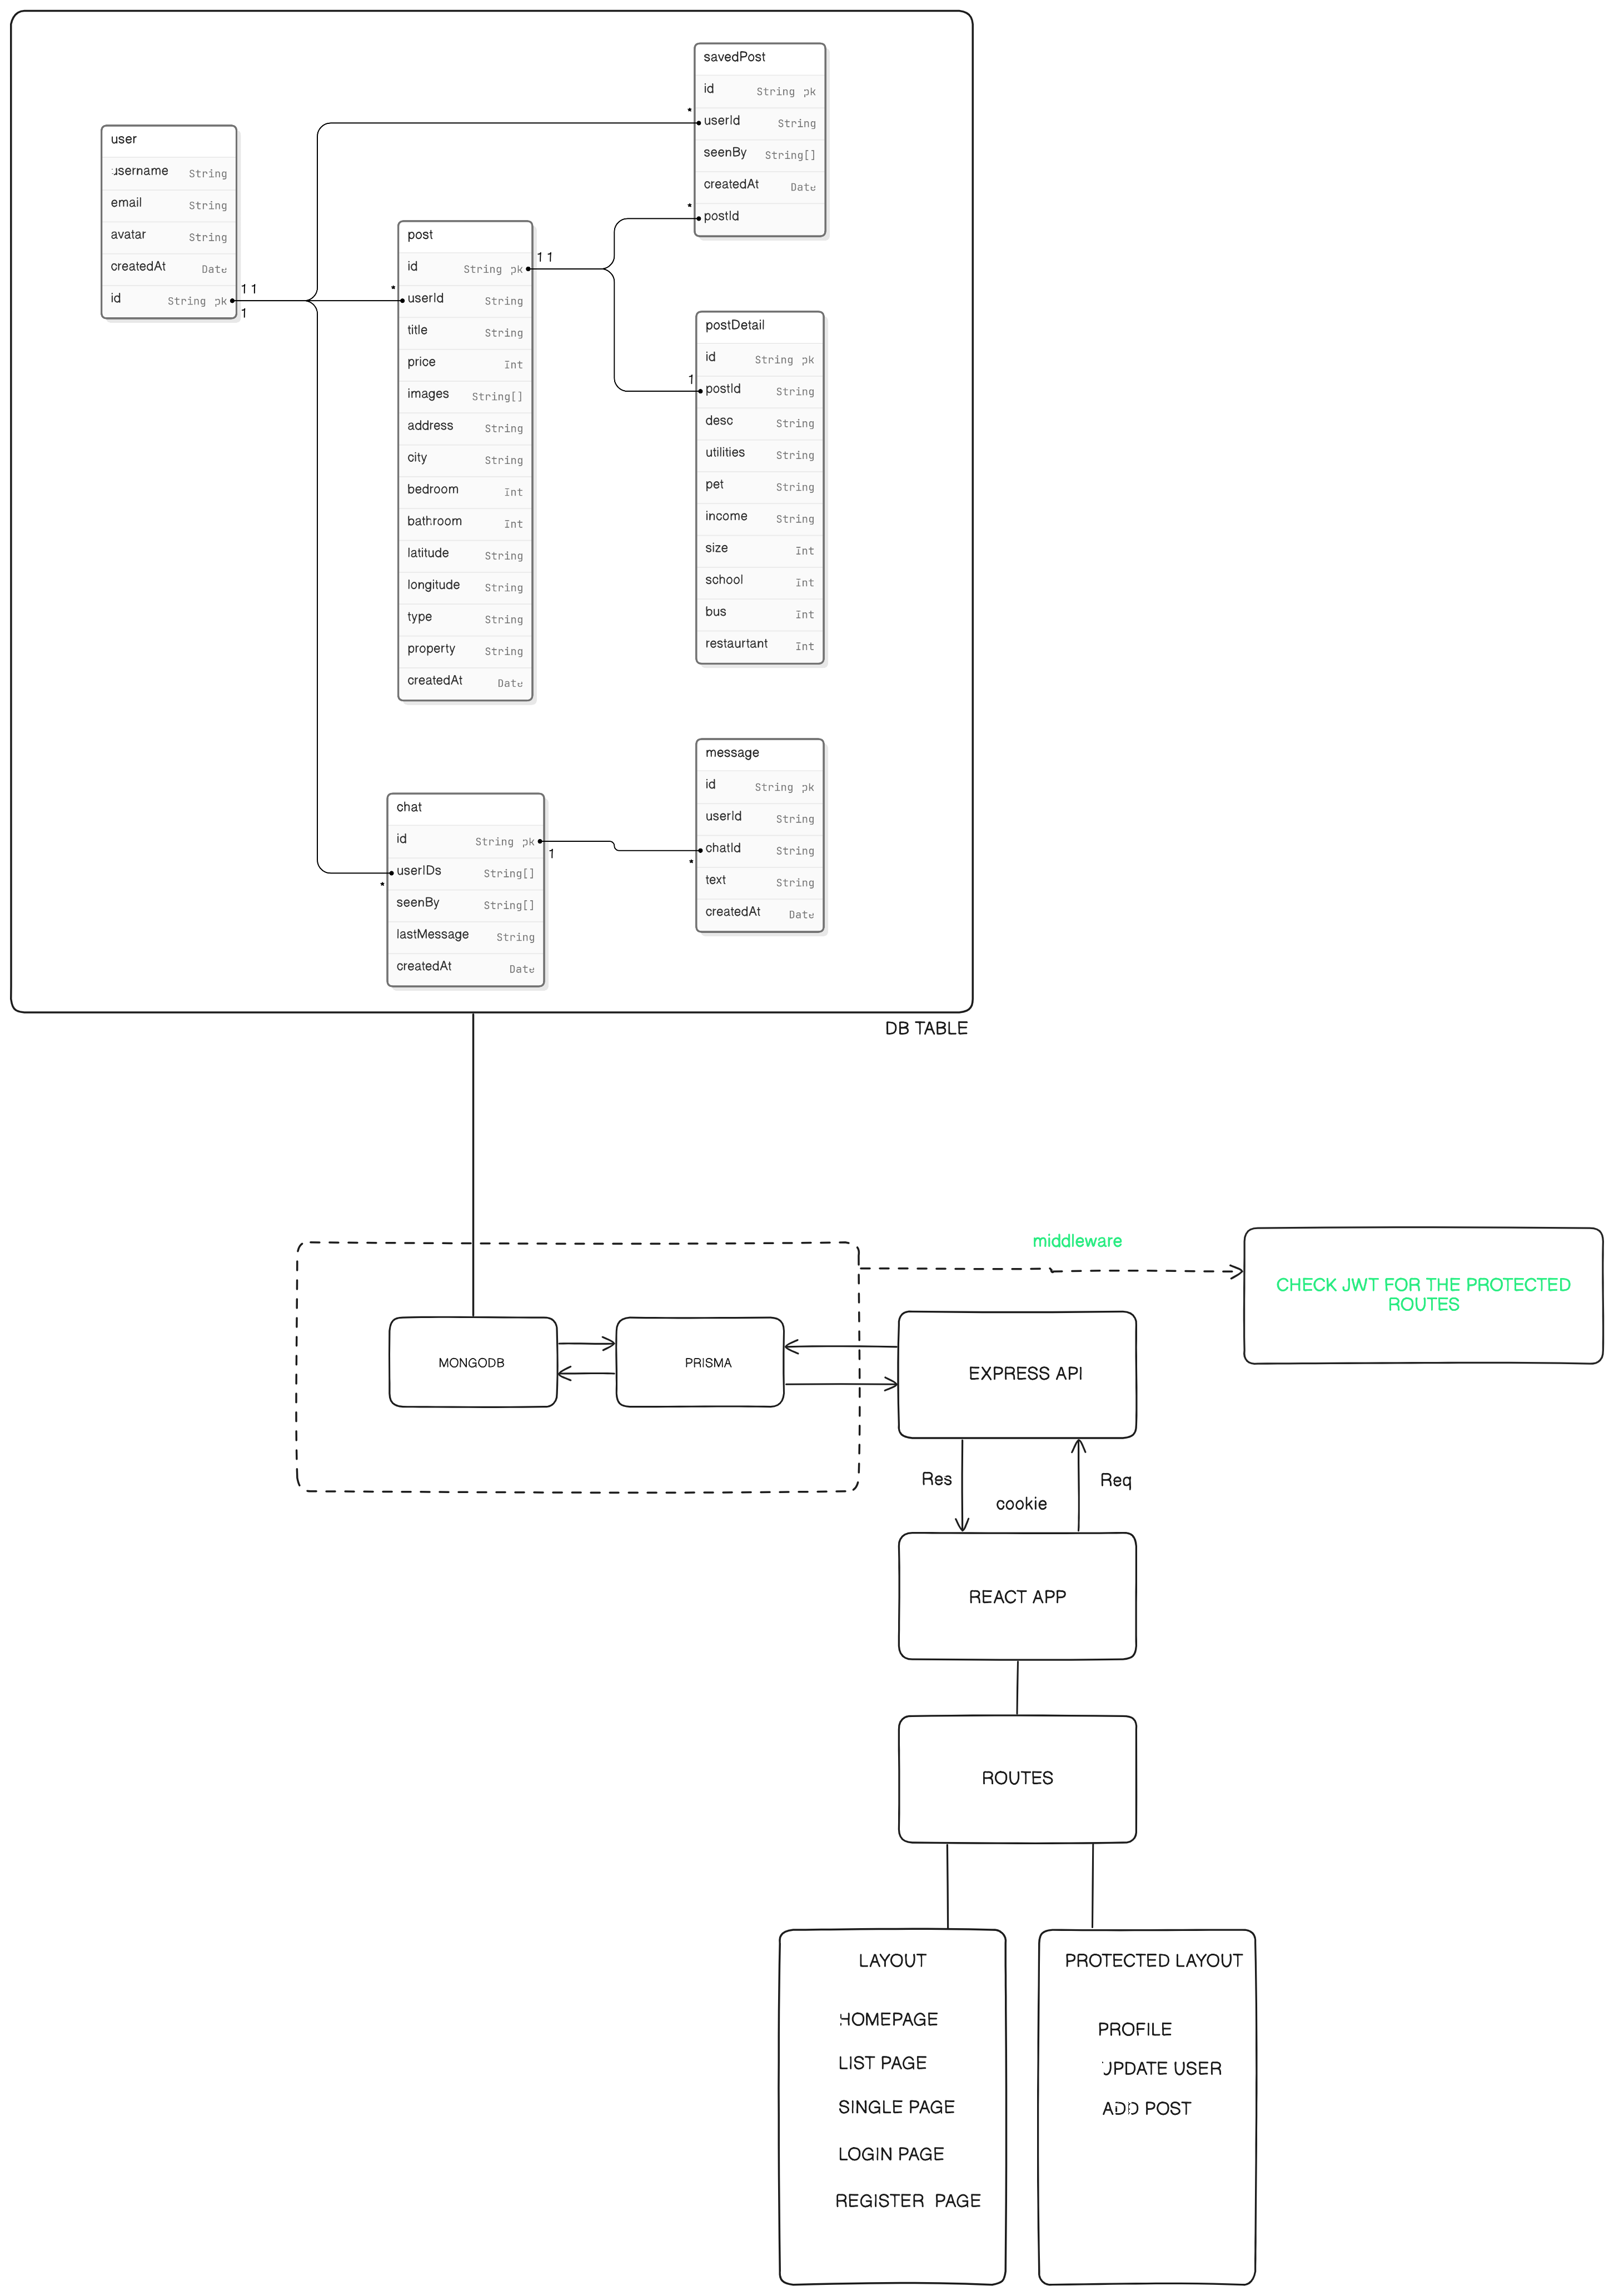 savedPost
id String pk
* userId String
seenBy String[]
createdAt Date
* postId
user
username String
email String
avatar String
createdAt Date
id String pk 1 1
1
post
id String pk 1 1
* userId String
title String
price Int
images String[]
address String
city String
bedroom Int
bathroom Int
latitude String
longitude String
type String
property String
createdAt Date
postDetail
id String pk
1 postId String
desc String
utilities String
pet String
income String
size Int
school Int
bus Int
restaurtant Int
message
id String pk
userId String
* chatId String
text String
createdAt Date
chat
id String pk 1
* userIDs String[]
seenBy String[]
lastMessage String
createdAt Date
DB TABLE
middleware
CHECK JWT FOR THE PROTECTED
ROUTES
MONGODB
PRISMA
EXPRESS API
Res
cookie
Req
REACT APP
ROUTES
LAYOUT
HOMEPAGE
LIST PAGE
SINGLE PAGE
LOGIN PAGE
REGISTER PAGE
PROTECTED LAYOUT
PROFILE
UPDATE USER
ADD POST